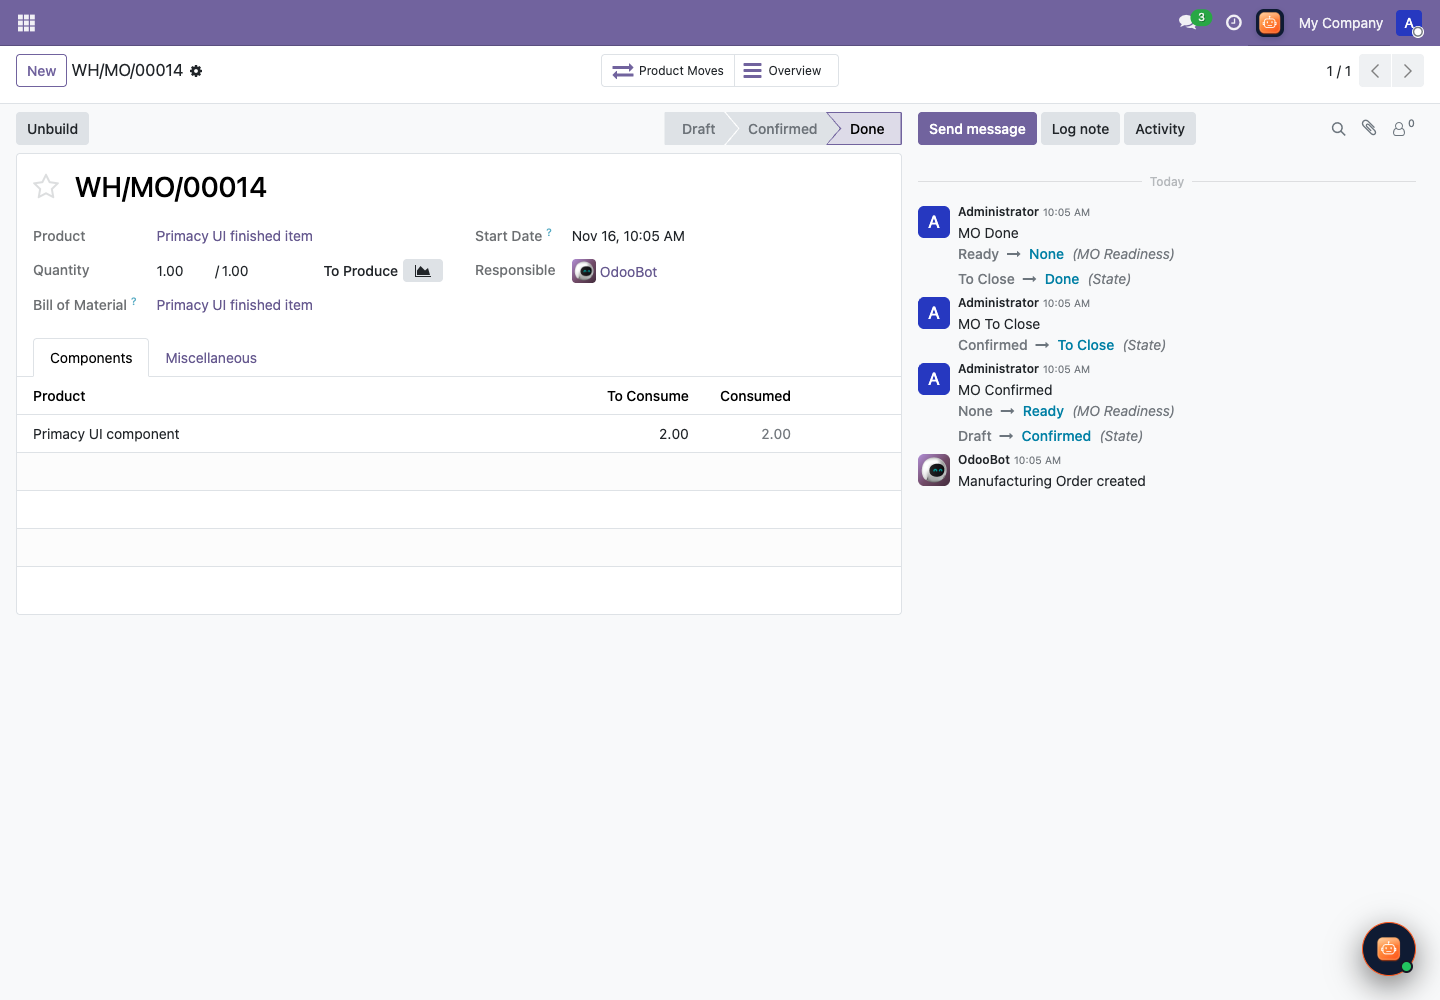 3
My Company
A
New
WH/MO/00014
Product Moves
Overview
1 / 1
Unbuild
Draft
Confirmed
Done
Send message
Log note
Activity
0
WH/MO/00014
Product
Primacy UI finished item
Start Date ?
Nov 16, 10:05 AM
Quantity
1.00
/ 1.00
To Produce
Responsible
OdooBot
Bill of Material ?
Primacy UI finished item
Components
Miscellaneous
Product
To Consume
Consumed
Primacy UI component
2.00
2.00
Today
A
Administrator 10:05 AM
MO Done
Ready → None (MO Readiness)
To Close → Done (State)
A
Administrator 10:05 AM
MO To Close
Confirmed → To Close (State)
A
Administrator 10:05 AM
MO Confirmed
None → Ready (MO Readiness)
Draft → Confirmed (State)
OdooBot 10:05 AM
Manufacturing Order created